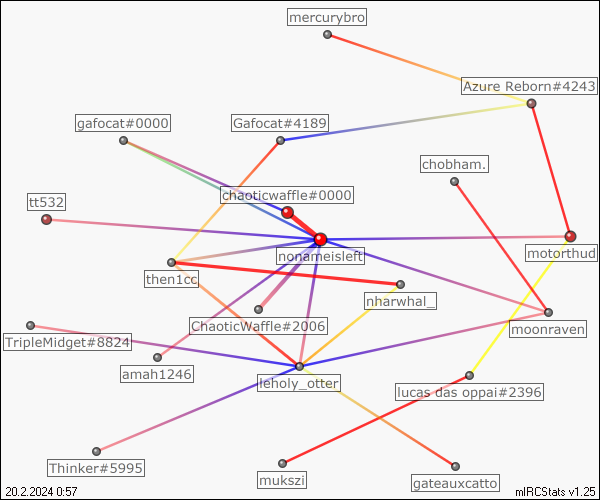 mercurybro
Azure Reborn#4243
gafocat#0000
Gafocat#4189
chobham.
chaoticwaffle#0000
tt532
nonameisleft
motorthud
then1cc
nharwhal_
ChaoticWaffle#2006
moonraven
TripleMidget#8824
amah1246
leholy_otter
lucas das oppai#2396
Thinker#5995
mukszi
gateauxcatto
20.2.2024 0:57
mIRCStats v1.25